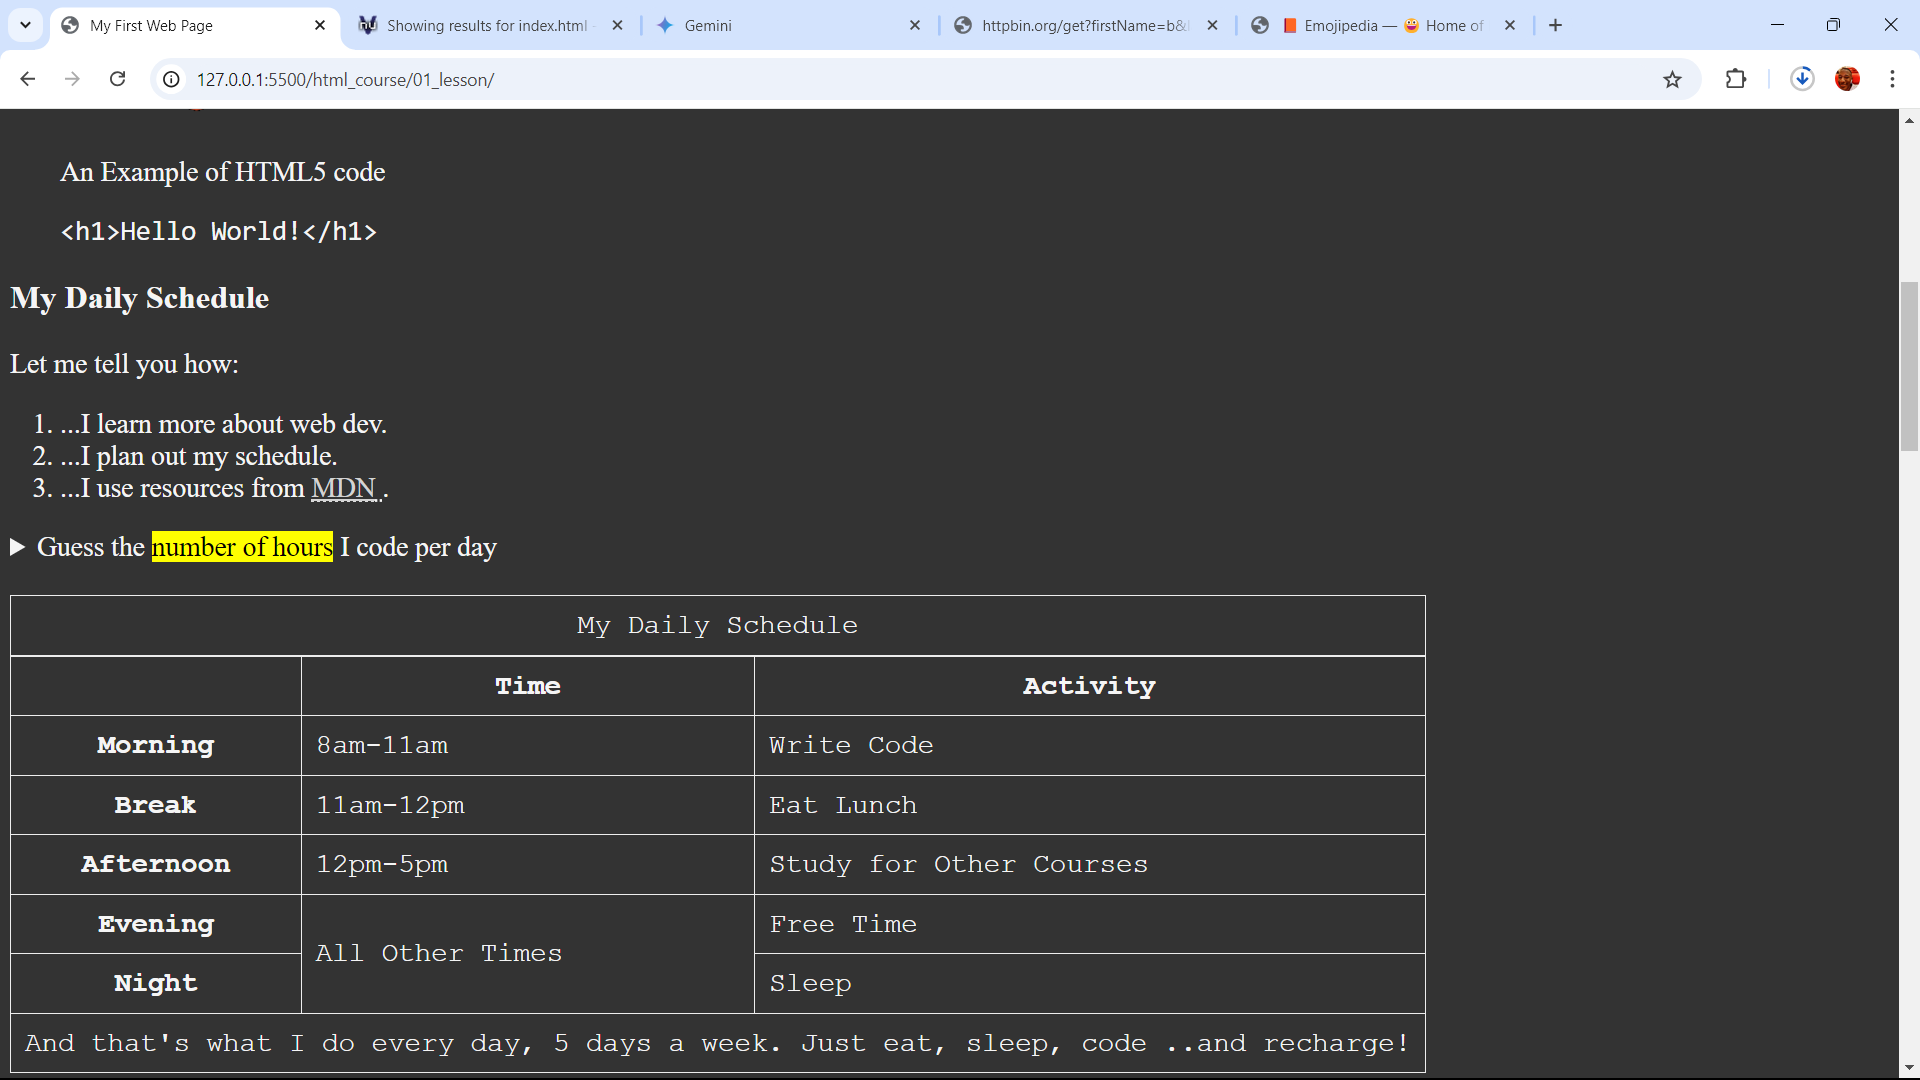 My First Web Page
Showing results for index.html
Gemini
httpbin.org/get?firstName=b&
Emojipedia — 😀 Home of
127.0.0.1:5500/html_course/01_lesson/
An Example of HTML5 code
<h1>Hello World!</h1>
My Daily Schedule
Let me tell you how:
1. ...I learn more about web dev.
2. ...I plan out my schedule.
3. ...I use resources from MDN .
Guess the number of hours I code per day
My Daily Schedule
Time Activity
Morning 8am-11am Write Code
Break 11am-12pm Eat Lunch
Afternoon 12pm-5pm Study for Other Courses
Evening All Other Times Free Time
Night Sleep
And that's what I do every day, 5 days a week. Just eat, sleep, code ..and recharge!